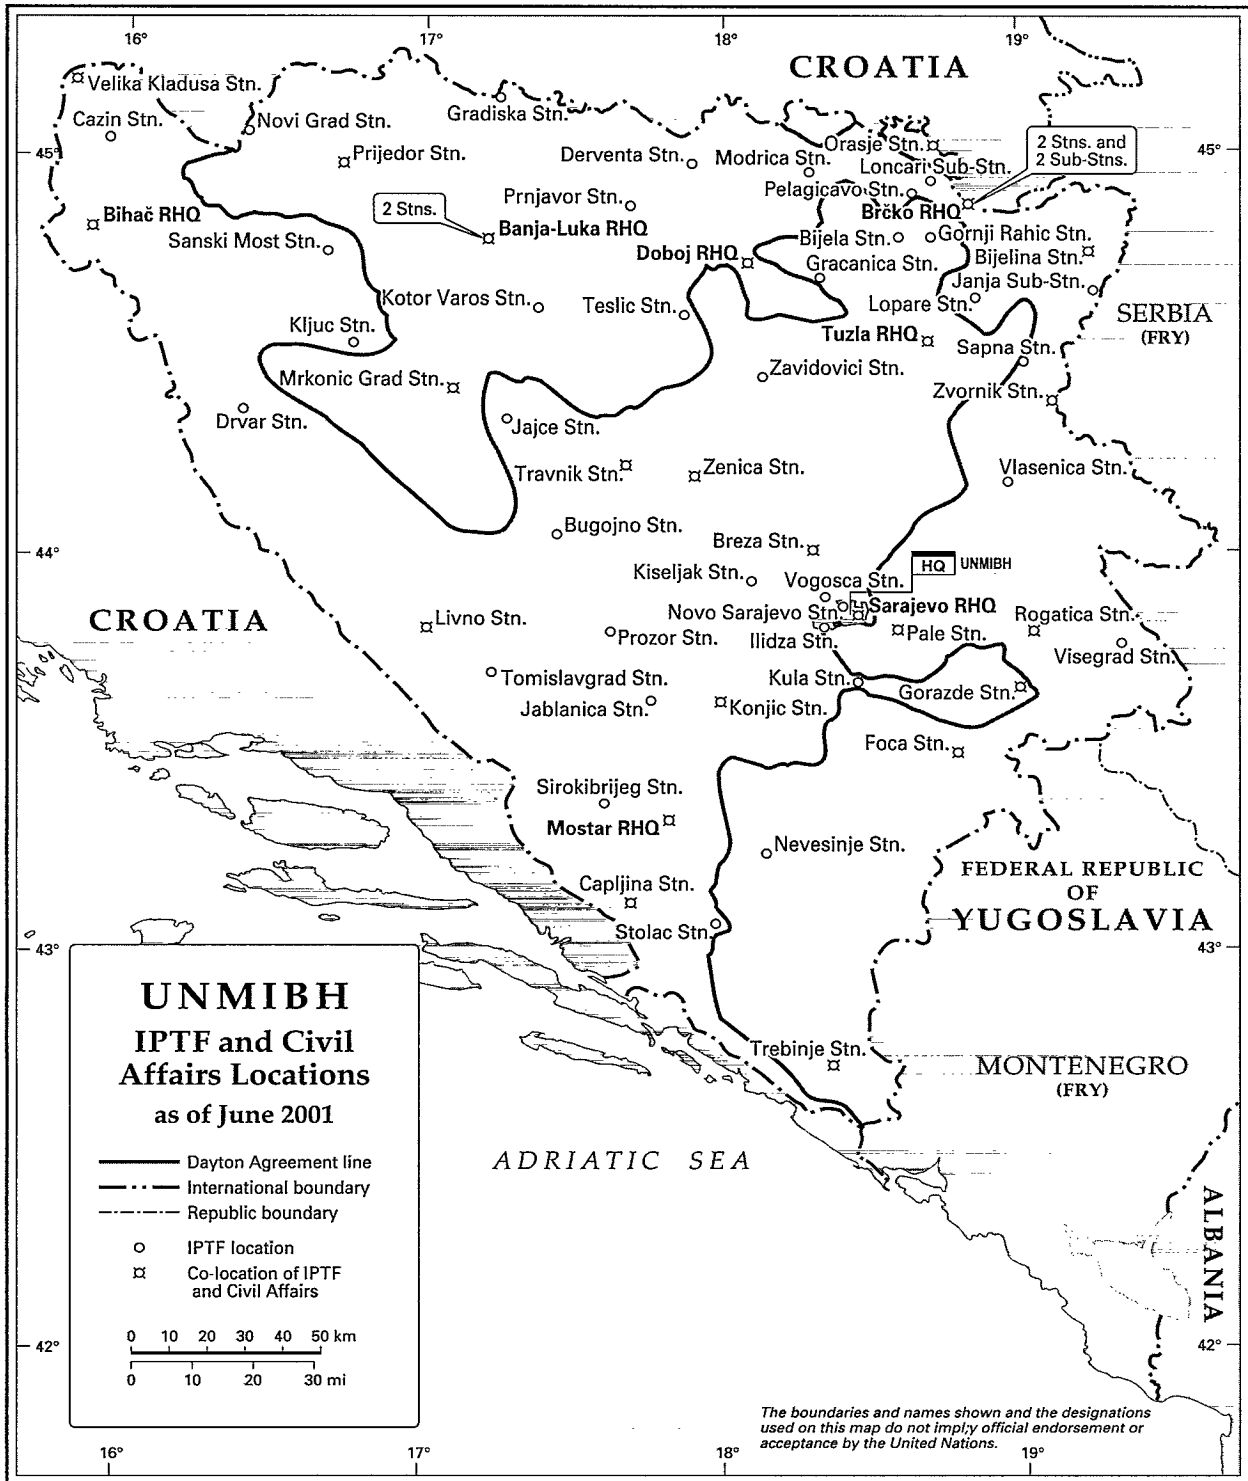 16°
17°
18°
19°
CROATIA
Velika Kladusa Stn.
Cazin Stn.
Novi Grad Stn.
Gradiska Stn.
45°
Prijedor Stn.
Derventa Stn.
Modrica Stn.
Orasje Stn.
Loncari Sub-Stn.
2 Stns. and
2 Sub-Stns.
45°
Pelagicavo Stn.
Prnjavor Stn.
2 Stns.
Brčko RHQ
Bihač RHQ
Banja-Luka RHQ
Sanski Most Stn.
Doboj RHQ
Bijela Stn.
Gornji Rahic Stn.
Bijelina Stn.
Gracanica Stn.
Janja Sub-Stn.
Kotor Varos Stn.
Teslic Stn.
Lopare Stn.
SERBIA
(FRY)
Kljuc Stn.
Tuzla RHQ
Sapna Stn.
Mrkonic Grad Stn.
Zavidovici Stn.
Zvornik Stn.
Drvar Stn.
Jajce Stn.
Travnik Stn.
Zenica Stn.
Vlasenica Stn.
Bugojno Stn.
Breza Stn.
44°
HQ
UNMIBH
Kiseljak Stn.
Vogosca Stn.
CROATIA
Livno Stn.
Novo Sarajevo Stn.
Sarajevo RHQ
Rogatica Stn.
Prozor Stn.
Ilidza Stn.
Pale Stn.
Visegrad Stn.
Tomislavgrad Stn.
Kula Stn.
Gorazde Stn.
Jablanica Stn.
Konjic Stn.
Foca Stn.
Sirokibrijeg Stn.
Mostar RHQ
Nevesinje Stn.
FEDERAL REPUBLIC
OF
YUGOSLAVIA
Capljina Stn.
Stolac Stn.
43°
43°
UNMIBH
IPTF and Civil
Affairs Locations
as of June 2001
Dayton Agreement line
International boundary
Republic boundary
IPTF location
Co-location of IPTF
and Civil Affairs
0 10 20 30 40 50 km
0 10 20 30 mi
Trebinje Stn.
MONTENEGRO
(FRY)
ADRIATIC SEA
ALBANIA
42°
42°
The boundaries and names shown and the designations
used on this map do not impl;y official endorsement or
acceptance by the United Nations.
16°
17°
18°
19°